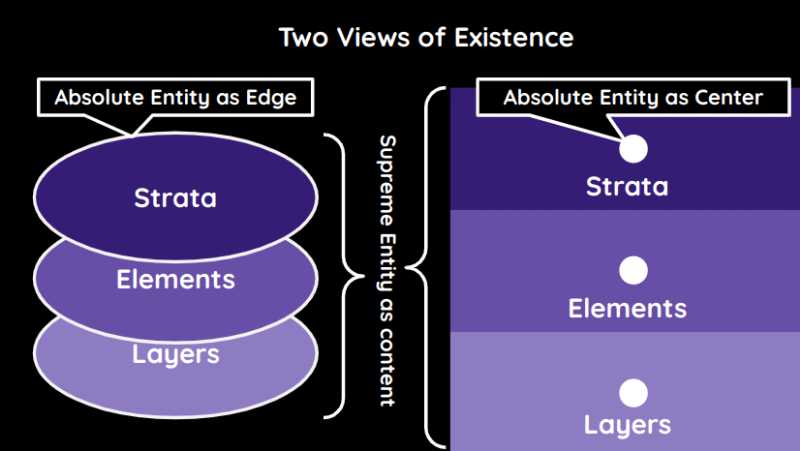 Two Views of Existence
Absolute Entity as Edge
Strata
Elements
Layers
Supreme Entity as content
Absolute Entity as Center
Strata
Elements
Layers